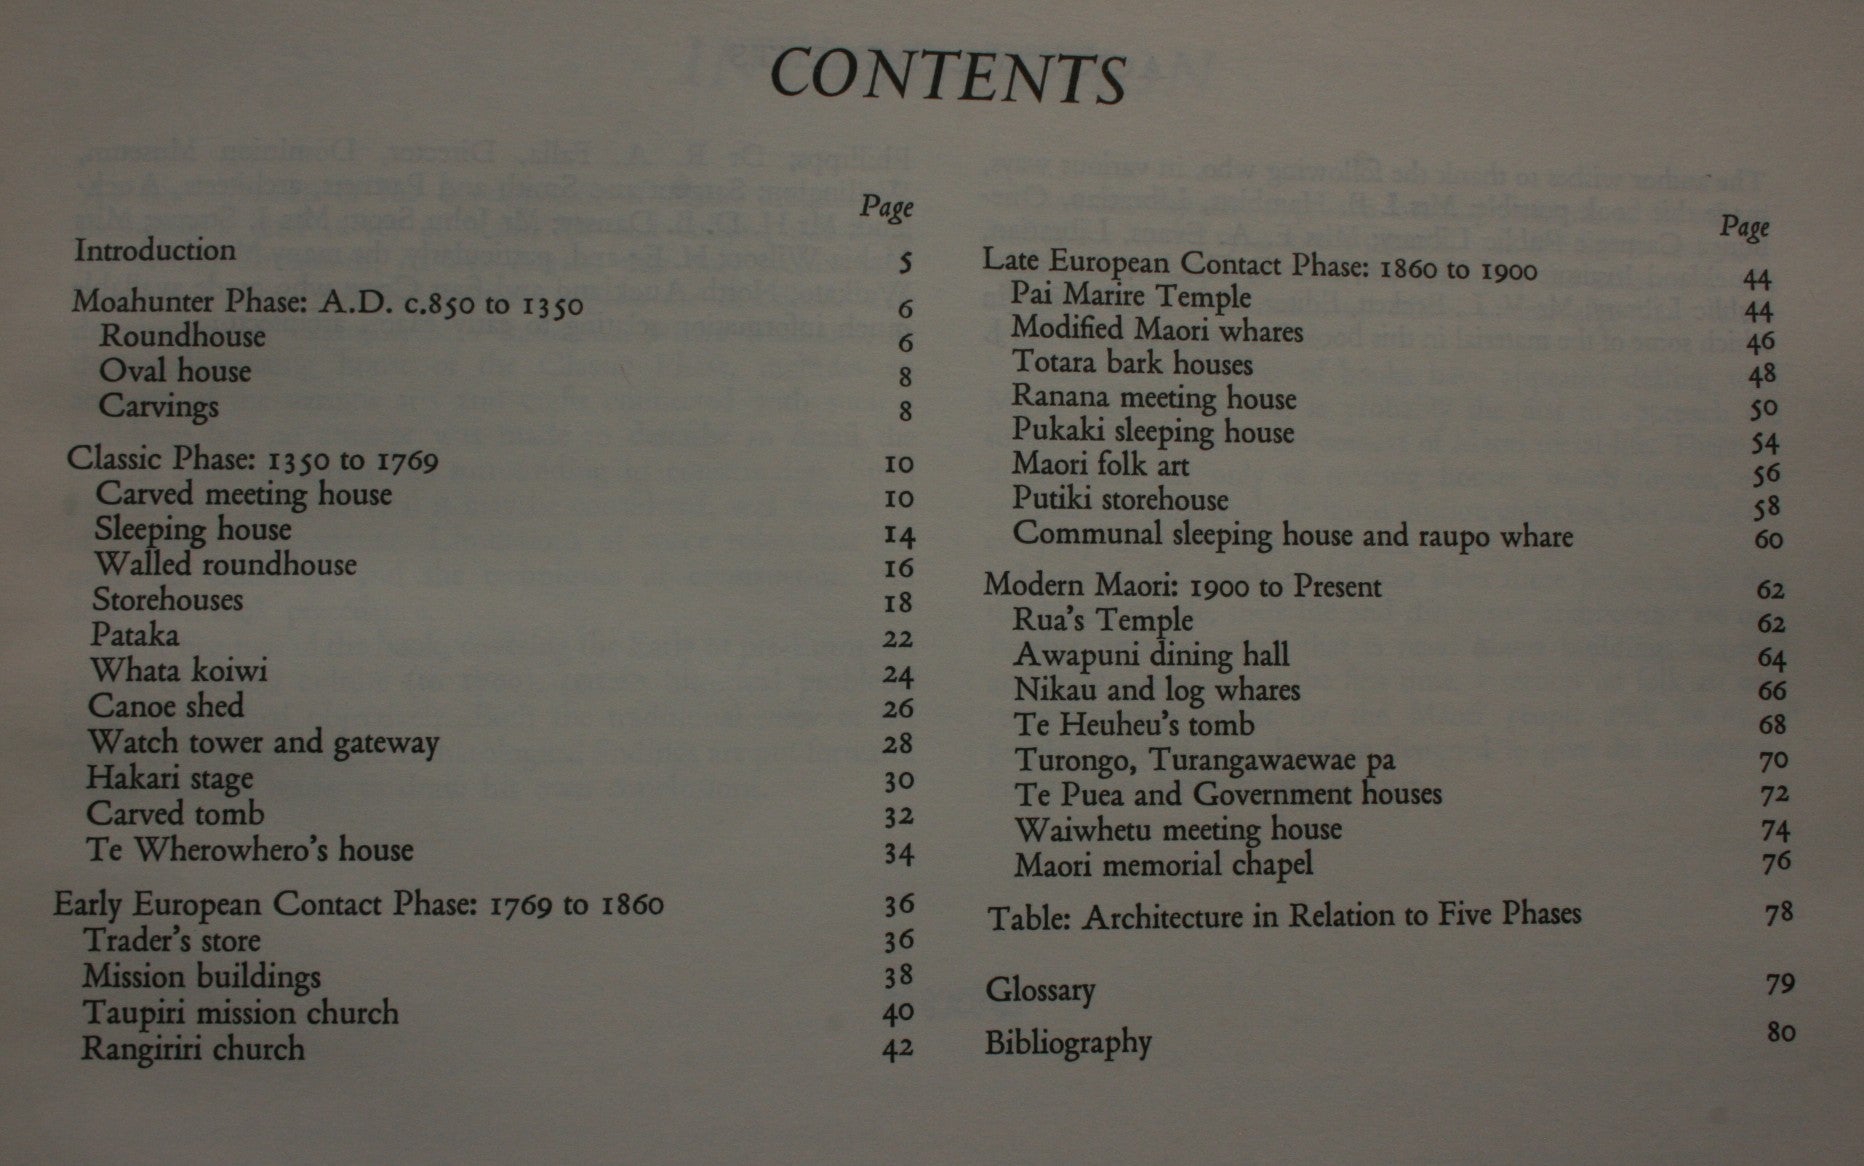 CONTENTS
Page
Introduction 5
Moahunter Phase: A.D. c.850 to 1350 6
Roundhouse 6
Oval house 8
Carvings 8
Classic Phase: 1350 to 1769 10
Carved meeting house 10
Sleeping house 14
Walled roundhouse 16
Storehouses 18
Pataka 22
Whata koiwi 24
Canoe shed 26
Watch tower and gateway 28
Hakari stage 30
Carved tomb 32
Te Wherowhero's house 34
Early European Contact Phase: 1769 to 1860 36
Trader's store 36
Mission buildings 38
Taupiri mission church 40
Rangiriri church 42
Page
Late European Contact Phase: 1860 to 1900 44
Pai Marire Temple 44
Modified Maori whares 46
Totara bark houses 48
Ranana meeting house 50
Pukaki sleeping house 54
Maori folk art 56
Putiki storehouse 58
Communal sleeping house and raupo whare 60
Modern Maori: 1900 to Present 62
Rua's Temple 62
Awapuni dining hall 64
Nikau and log whares 66
Te Heuheu's tomb 68
Turongo, Turangawaewae pa 70
Te Puea and Government houses 72
Waiwhetu meeting house 74
Maori memorial chapel 76
Table: Architecture in Relation to Five Phases 78
Glossary 79
Bibliography 80